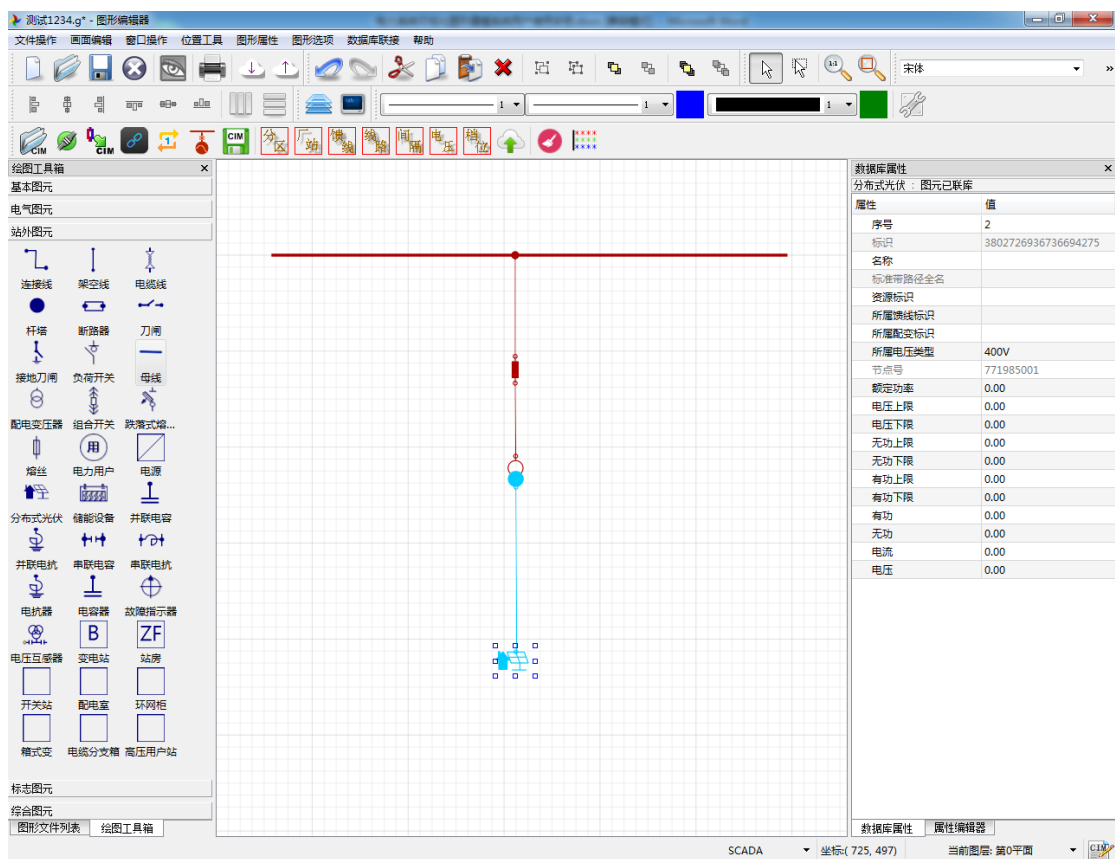 测试1234.g* - 图形编辑器
文件操作 画面编辑 窗口操作 位置工具 图形属性 图形选项 数据库联接 帮助
1:1 宋体 »
1 1 1
CIM CIM 1 CIM 分区 厂站 馈线 线路 间隔 电压 档位
绘图工具箱
基本图元
电气图元
站外图元
连接线 架空线 电缆线
杆塔 断路器 刀闸
接地刀闸 负荷开关 母线
配电变压器 组合开关 跌落式熔...
用
熔丝 电力用户 电源
分布式光伏 储能设备 并联电容
并联电抗 串联电容 串联电抗
电抗器 电容器 故障指示器
B ZF
电压互感器 变电站 站房
开关站 配电室 环网柜
箱式变 电缆分支箱 高压用户站
标志图元
综合图元
图形文件列表 绘图工具箱
数据库属性
分布式光伏 : 图元已联库
属性 值
序号 2
标识 3802726936736694275
名称
标准带路径全名
资源标识
所属馈线标识
所属配变标识
所属电压类型 400V
节点号 771985001
额定功率 0.00
电压上限 0.00
电压下限 0.00
无功上限 0.00
无功下限 0.00
有功上限 0.00
有功下限 0.00
有功 0.00
无功 0.00
电流 0.00
电压 0.00
数据库属性 属性编辑器
SCADA 坐标:( 725, 497) 当前图层: 第0平面 CIM